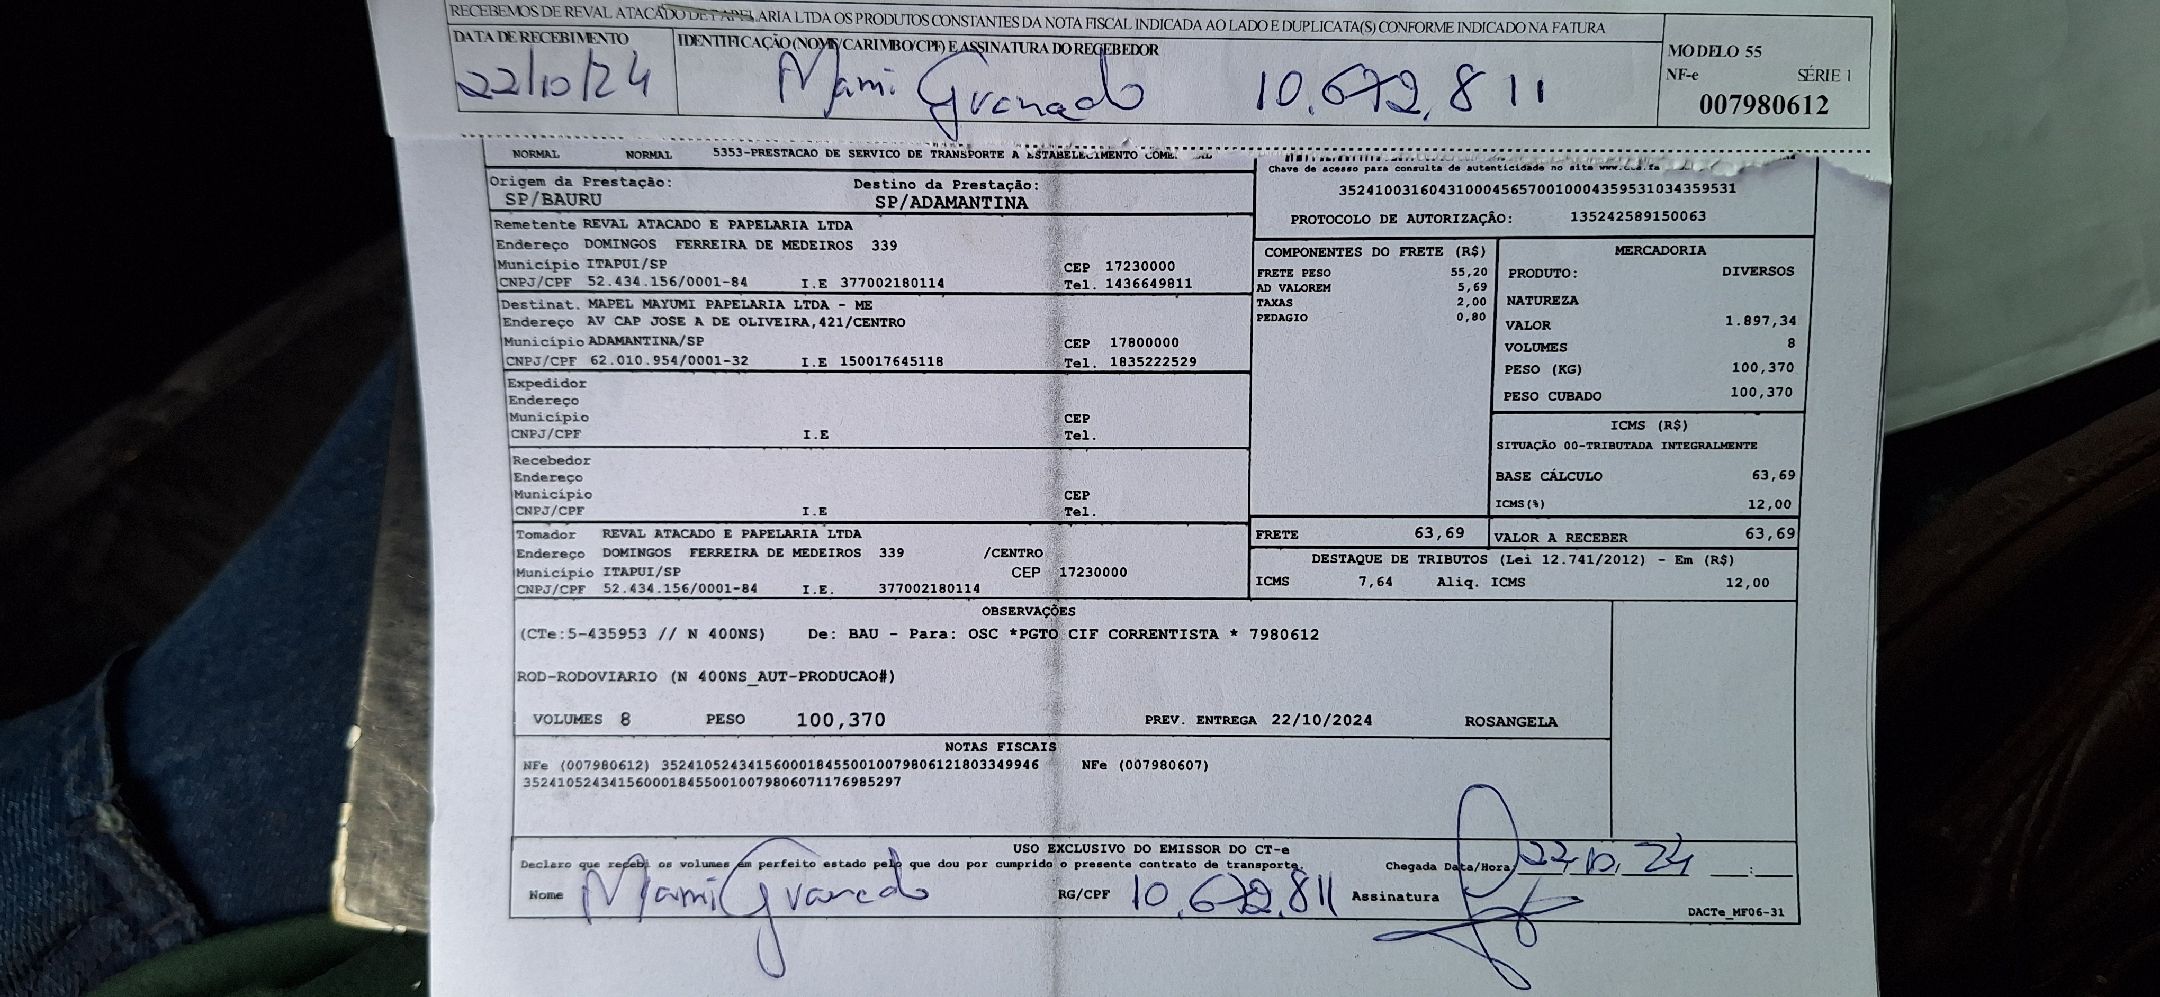 RECEBEMOS DE REVAL ATACADO DE PAPELARIA LTDA OS PRODUTOS CONSTANTES DA NOTA FISCAL INDICADA AO LADO E DUPLICATA(S) CONFORME INDICADO NA FATURA
DATA DE RECEBIMENTO IDENTIFICAÇÃO (NOME/CARIMBO/CPF) E ASSINATURA DO RECEBEDOR
22/10/24 Mami Granado 10.672.811
MODELO 55
NF-e SÉRIE 1
007980612
NORMAL NORMAL 5353-PRESTACAO DE SERVICO DE TRANSPORTE A ESTABELECIMENTO
Chave de acesso para consulta de autenticidade no site
Origem da Prestação: Destino da Prestação:
SP/BAURU SP/ADAMANTINA
35241003160431000456570010004359531034359531
PROTOCOLO DE AUTORIZAÇÃO: 135242589150063
Remetente REVAL ATACADO E PAPELARIA LTDA
Endereço DOMINGOS FERREIRA DE MEDEIROS 339
Município ITAPUI/SP CEP 17230000
CNPJ/CPF 52.434.156/0001-84 I.E 377002180114 Tel. 1436649811
Destinat. MAPEL MAYUMI PAPELARIA LTDA - ME
Endereço AV CAP JOSE A DE OLIVEIRA,421/CENTRO
Município ADAMANTINA/SP CEP 17800000
CNPJ/CPF 62.010.954/0001-32 I.E 150017645118 Tel. 1835222529
Expedidor
Endereço
Município CEP
CNPJ/CPF I.E Tel.
Recebedor
Endereço
Município CEP
CNPJ/CPF I.E Tel.
Tomador REVAL ATACADO E PAPELARIA LTDA
Endereço DOMINGOS FERREIRA DE MEDEIROS 339 /CENTRO
Município ITAPUI/SP CEP 17230000
CNPJ/CPF 52.434.156/0001-84 I.E. 377002180114
COMPONENTES DO FRETE (R$)
FRETE PESO 55,20
AD VALOREM 5,69
TAXAS 2,00
PEDAGIO 0,80
MERCADORIA
PRODUTO: DIVERSOS
NATUREZA
VALOR 1.897,34
VOLUMES 8
PESO (KG) 100,370
PESO CUBADO 100,370
ICMS (R$)
SITUAÇÃO 00-TRIBUTADA INTEGRALMENTE
BASE CÁLCULO 63,69
ICMS(%) 12,00
FRETE 63,69 VALOR A RECEBER 63,69
DESTAQUE DE TRIBUTOS (Lei 12.741/2012) - Em (R$)
ICMS 7,64 Aliq. ICMS 12,00
OBSERVAÇÕES
(CTe:5-435953 // N 400NS) De: BAU - Para: OSC *PGTO CIF CORRENTISTA * 7980612
ROD-RODOVIARIO (N 400NS_AUT-PRODUCAO#)
VOLUMES 8 PESO 100,370 PREV. ENTREGA 22/10/2024 ROSANGELA
NOTAS FISCAIS
NFe (007980612) 35241052434156000184550010079806121803349946 NFe (007980607)
35241052434156000184550010079806071176985297
USO EXCLUSIVO DO EMISSOR DO CT-e
Declaro que recebi os volumes em perfeito estado pelo que dou por cumprido o presente contrato de transporte. Chegada Data/Hora 22,10,24 __:__
Nome Mami Granado RG/CPF 10.672.811 Assinatura
DACTe_MF06-31